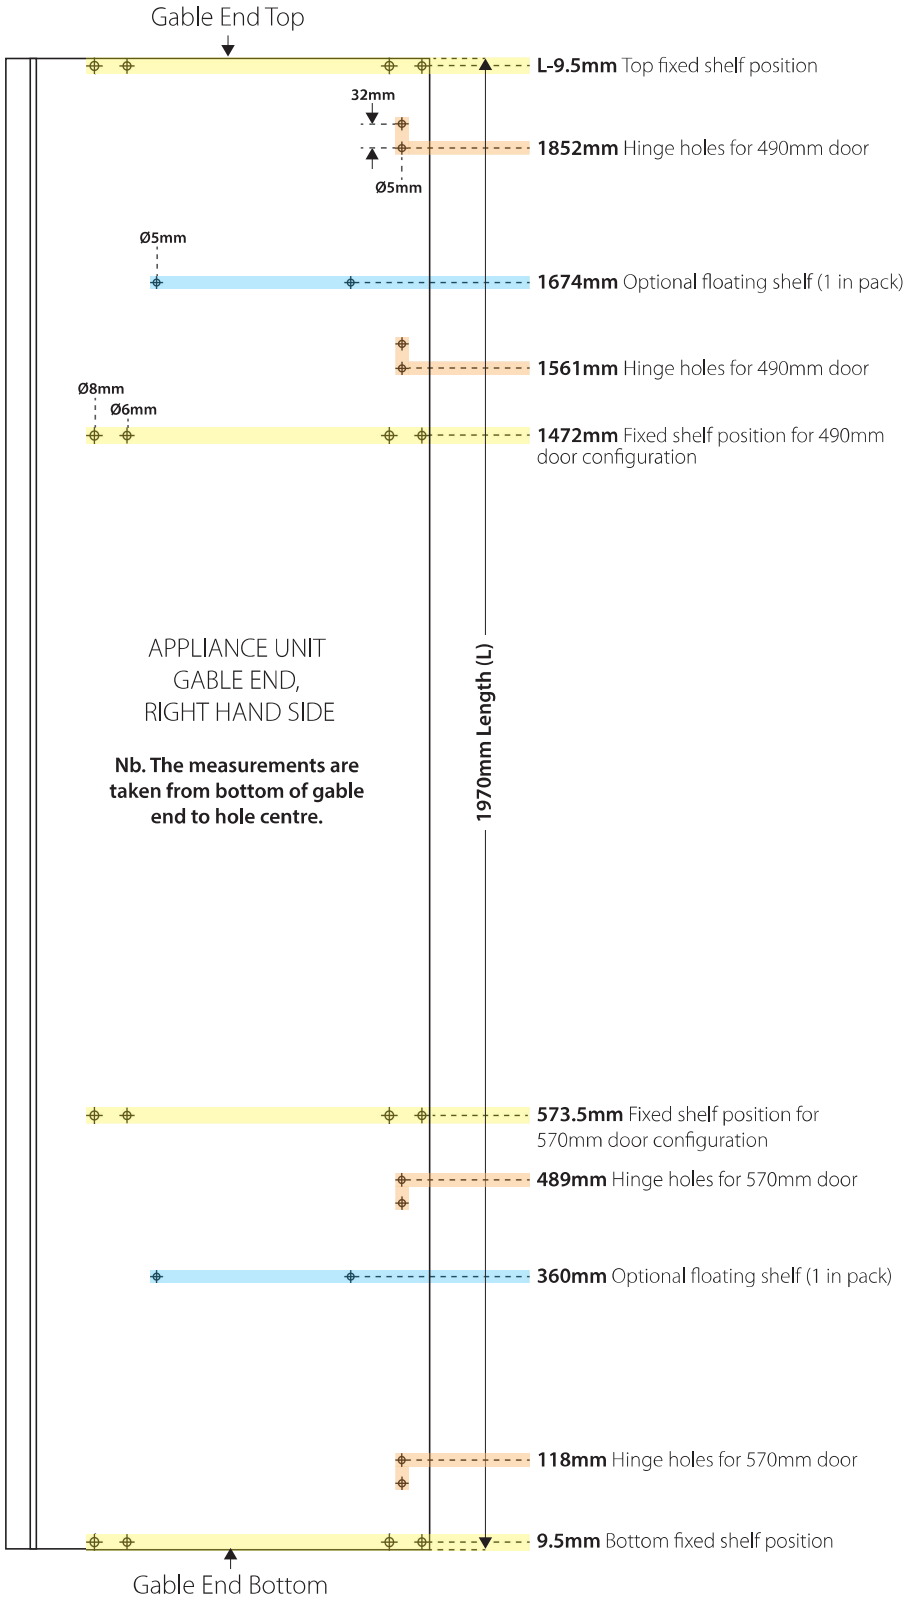 Gable End Top
L-9.5mm Top fixed shelf position
32mm
1852mm Hinge holes for 490mm door
Ø5mm
Ø5mm
1674mm Optional floating shelf (1 in pack)
1561mm Hinge holes for 490mm door
Ø8mm
Ø6mm
1472mm Fixed shelf position for 490mm
door configuration
APPLIANCE UNIT
GABLE END,
RIGHT HAND SIDE
Nb. The measurements are
taken from bottom of gable
end to hole centre.
1970mm Length (L)
573.5mm Fixed shelf position for
570mm door configuration
489mm Hinge holes for 570mm door
360mm Optional floating shelf (1 in pack)
118mm Hinge holes for 570mm door
9.5mm Bottom fixed shelf position
Gable End Bottom